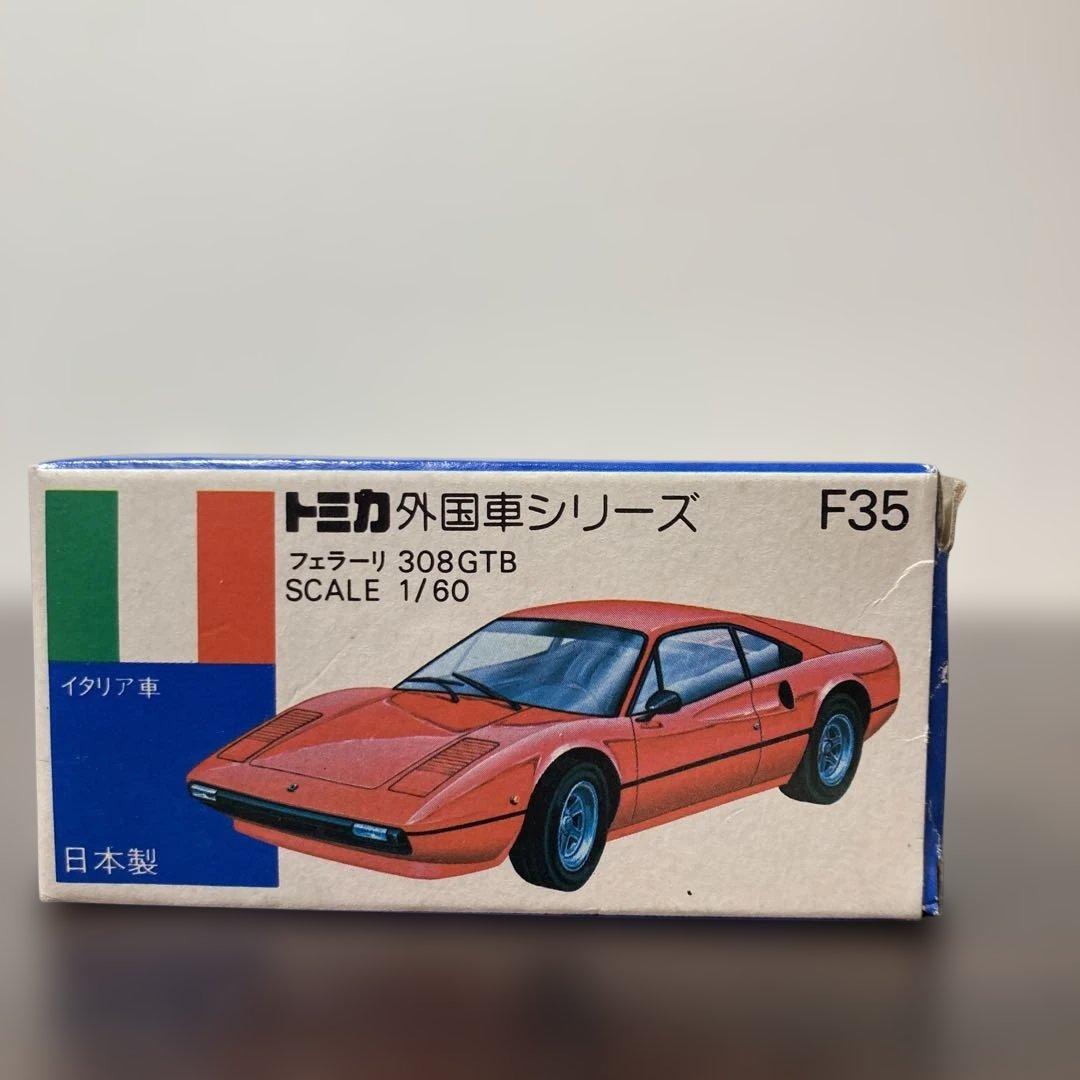 トミカ外国車シリーズ F35
フェラーリ 308GTB
SCALE 1/60
イタリア車
日本製